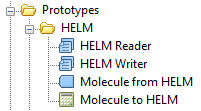 Prototypes
HELM
HELM Reader
HELM Writer
Molecule from HELM
Molecule to HELM